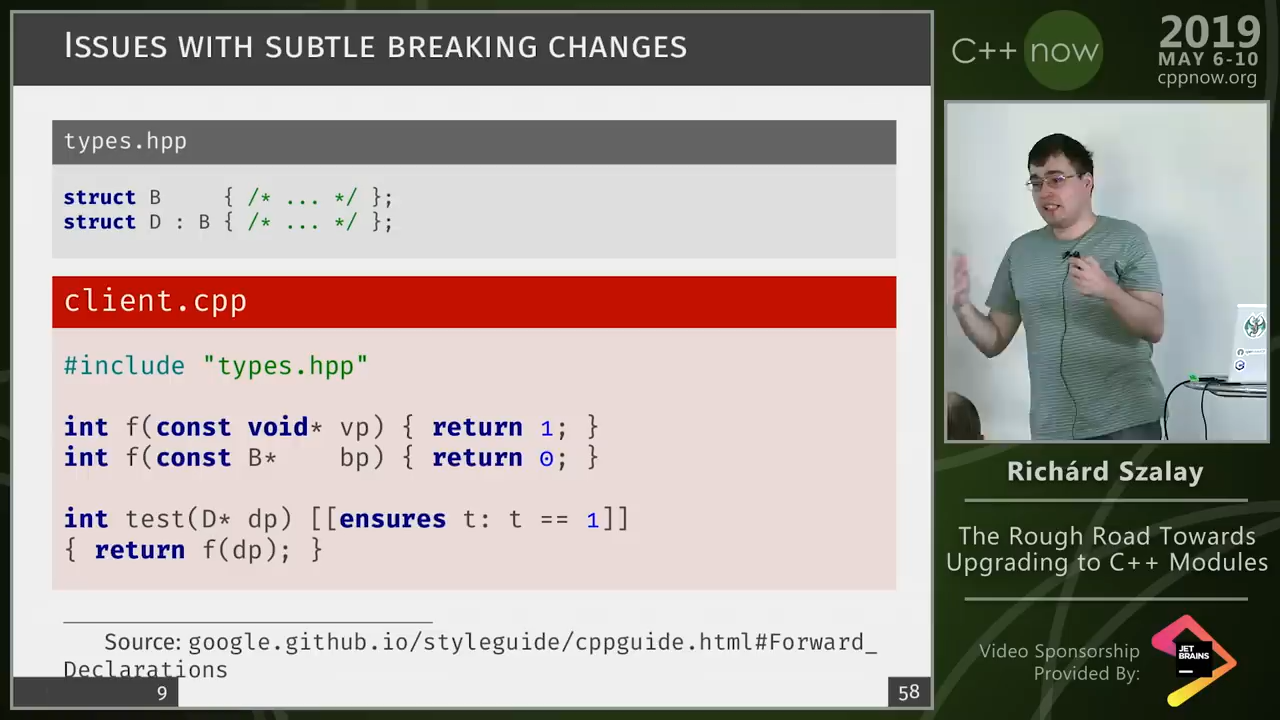 Issues with subtle breaking changes
types.hpp
struct B     { /* ... */ };
struct D : B { /* ... */ };
client.cpp
#include "types.hpp"
int f(const void* vp) { return 1; }
int f(const B*    bp) { return 0; }
int test(D* dp) [[ensures t: t == 1]]
{ return f(dp); }
Source: google.github.io/styleguide/cppguide.html#Forward_
Declarations
9
58
C++ now
2019
MAY 6-10
cppnow.org
Richárd Szalay
The Rough Road Towards
Upgrading to C++ Modules
Video Sponsorship
Provided By:
JET
BRAINS